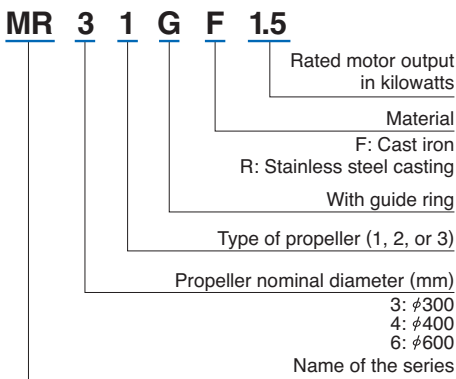 MR 3 1 G F 1.5
Rated motor output
in kilowatts
Material
F: Cast iron
R: Stainless steel casting
With guide ring
Type of propeller (1, 2, or 3)
Propeller nominal diameter (mm)
3: ϕ300
4: ϕ400
6: ϕ600
Name of the series